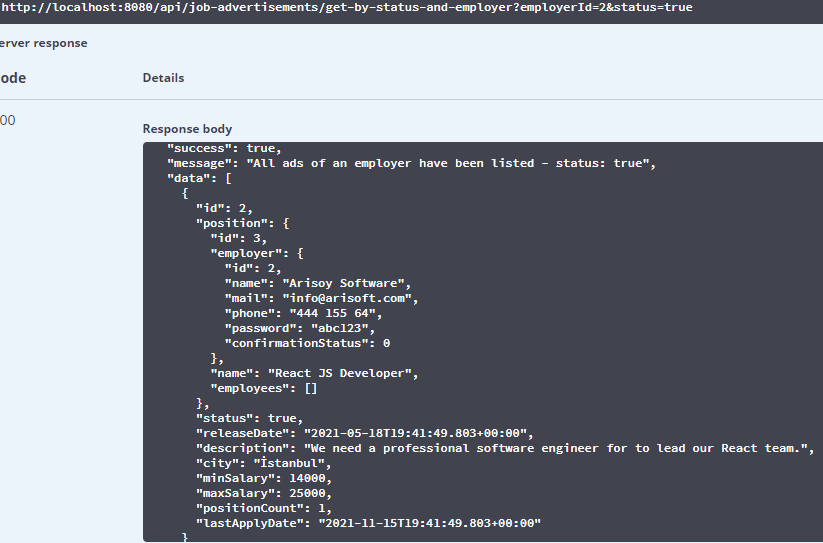 http://localhost:8080/api/job-advertisements/get-by-status-and-employer?employerId=2&status=true
erver response
ode
Details
00
Response body
"success": true,
"message": "All ads of an employer have been listed - status: true",
"data": [
{
"id": 2,
"position": {
"id": 3,
"employer": {
"id": 2,
"name": "Arisoy Software",
"mail": "info@arisoft.com",
"phone": "444 155 64",
"password": "abc123",
"confirmationStatus": 0
},
"name": "React JS Developer",
"employees": []
},
"status": true,
"releaseDate": "2021-05-18T19:41:49.803+00:00",
"description": "We need a professional software engineer for to lead our React team.",
"city": "İstanbul",
"minSalary": 14000,
"maxSalary": 25000,
"positionCount": 1,
"lastApplyDate": "2021-11-15T19:41:49.803+00:00"
}